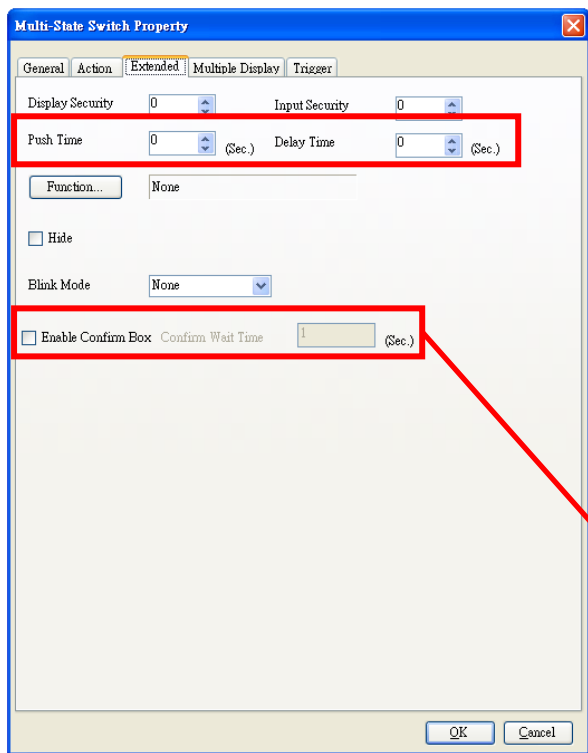 Multi-State Switch Property
General Action Extended Multiple Display Trigger
Display Security 0 Input Security 0
Push Time 0 (Sec.) Delay Time 0 (Sec.)
Function... None
Hide
Blink Mode None
Enable Confirm Box Confirm Wait Time 1 (Sec.)
OK Cancel